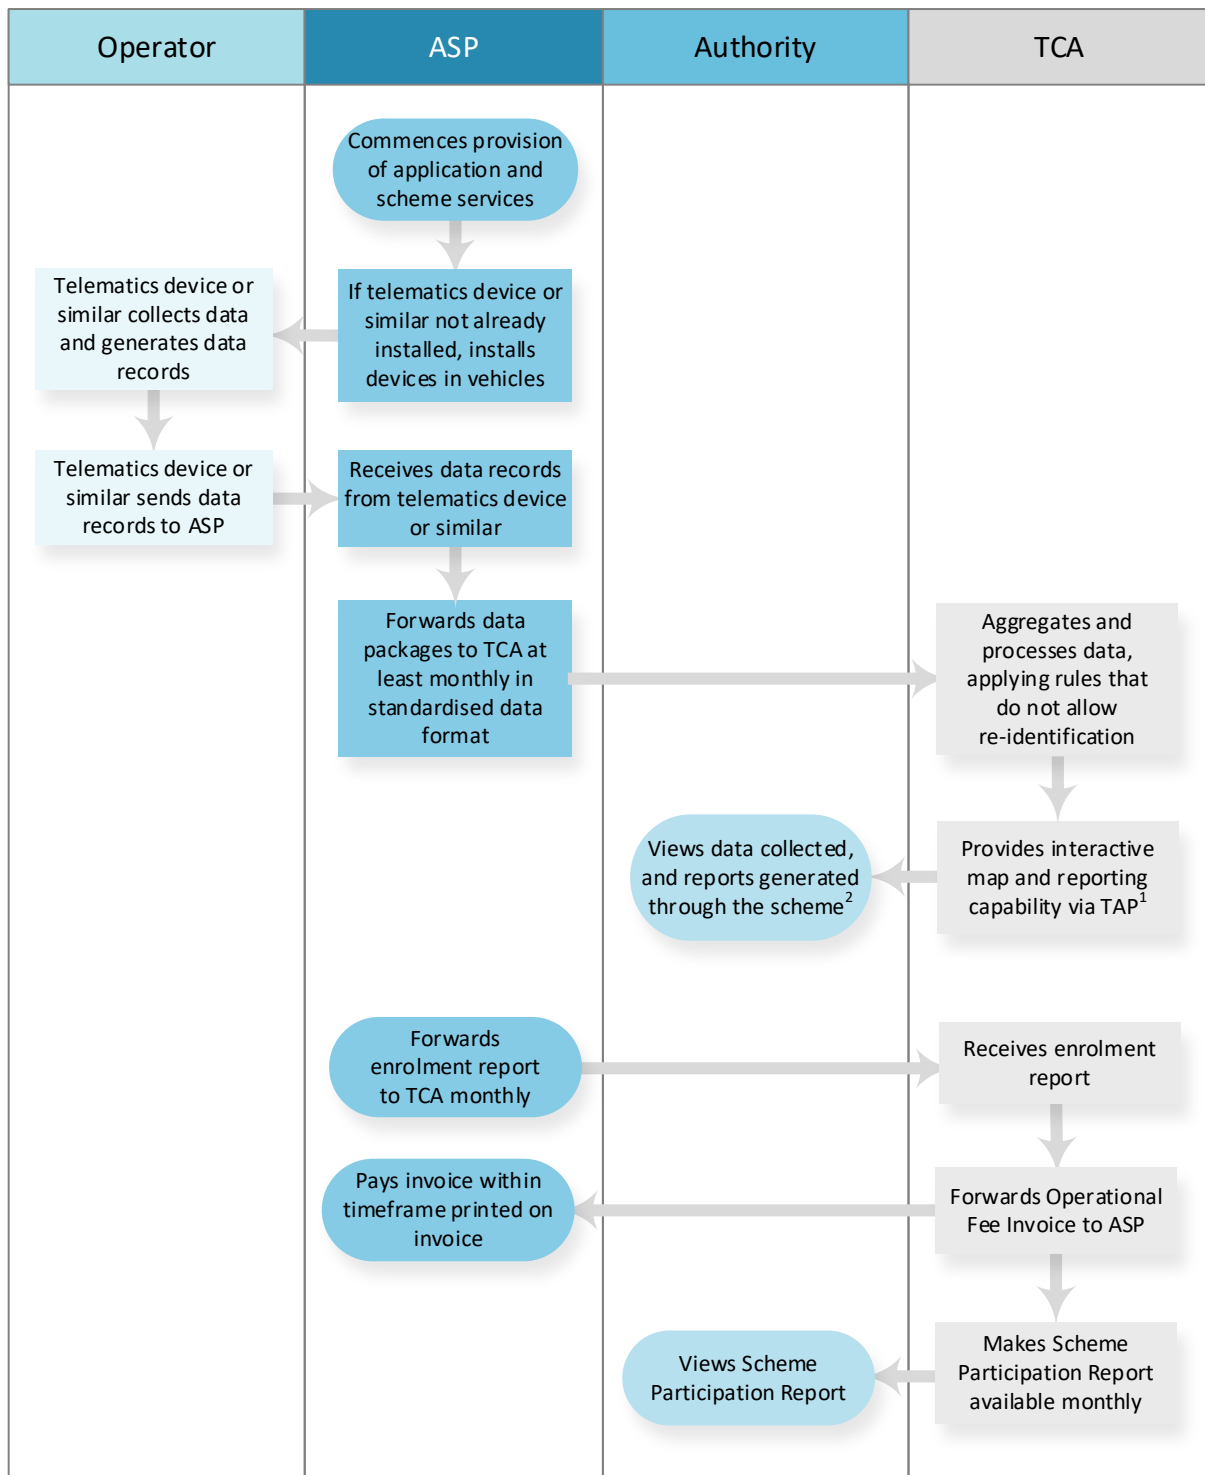 Operator
ASP
Authority
TCA
Commences provision
of application and
scheme services
Telematics device or
similar collects data
and generates data
records
If telematics device or
similar not already
installed, installs
devices in vehicles
Telematics device or
similar sends data
records to ASP
Receives data records
from telematics device
or similar
Forwards data
packages to TCA at
least monthly in
standardised data
format
Aggregates and
processes data,
applying rules that
do not allow
re-identification
Views data collected,
and reports generated
through the scheme²
Provides interactive
map and reporting
capability via TAP¹
Forwards
enrolment report
to TCA monthly
Receives enrolment
report
Pays invoice within
timeframe printed on
invoice
Forwards Operational
Fee Invoice to ASP
Views Scheme
Participation Report
Makes Scheme
Participation Report
available monthly